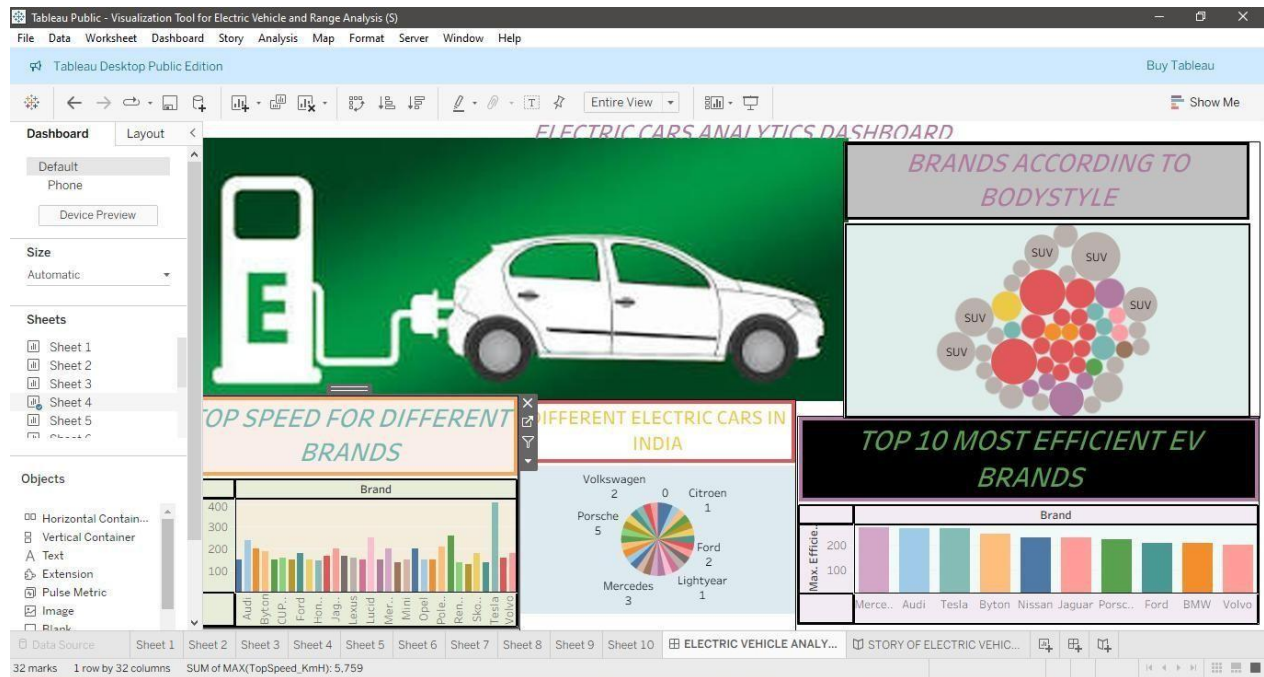 Tableau Public - Visualization Tool for Electric Vehicle and Range Analysis (S)
File Data Worksheet Dashboard Story Analysis Map Format Server Window Help
Tableau Desktop Public Edition
Buy Tableau
Entire View
Show Me
Dashboard Layout
Default
Phone
Device Preview
Size
Automatic
Sheets
Sheet 1
Sheet 2
Sheet 3
Sheet 4
Sheet 5
Objects
Horizontal Contain...
Vertical Container
A Text
Extension
Pulse Metric
Image
Blank
ELECTRIC CARS ANALYTICS DASHBOARD
E
BRANDS ACCORDING TO
BODYSTYLE
SUV
SUV
SUV
SUV
SUV
TOP SPEED FOR DIFFERENT
BRANDS
Brand
400
300
200
100
Audi
Byton
CUP..
Ford
Hon..
Jag..
Lexus
Lucid
Mer..
Mini
Opel
Pole..
Ren..
Sko..
Tesla
Volvo
DIFFERENT ELECTRIC CARS IN
INDIA
Volkswagen
2
0
Citroen
1
Porsche
5
Ford
2
Mercedes
3
Lightyear
1
TOP 10 MOST EFFICIENT EV
BRANDS
Brand
Max. Efficie..
200
100
Merce.. Audi Tesla Byton Nissan Jaguar Porsc.. Ford BMW Volvo
Data Source Sheet 1 Sheet 2 Sheet 3 Sheet 4 Sheet 5 Sheet 6 Sheet 7 Sheet 8 Sheet 9 Sheet 10 ELECTRIC VEHICLE ANALY... STORY OF ELECTRIC VEHIC...
32 marks 1 row by 32 columns SUM of MAX(TopSpeed_KmH): 5,759